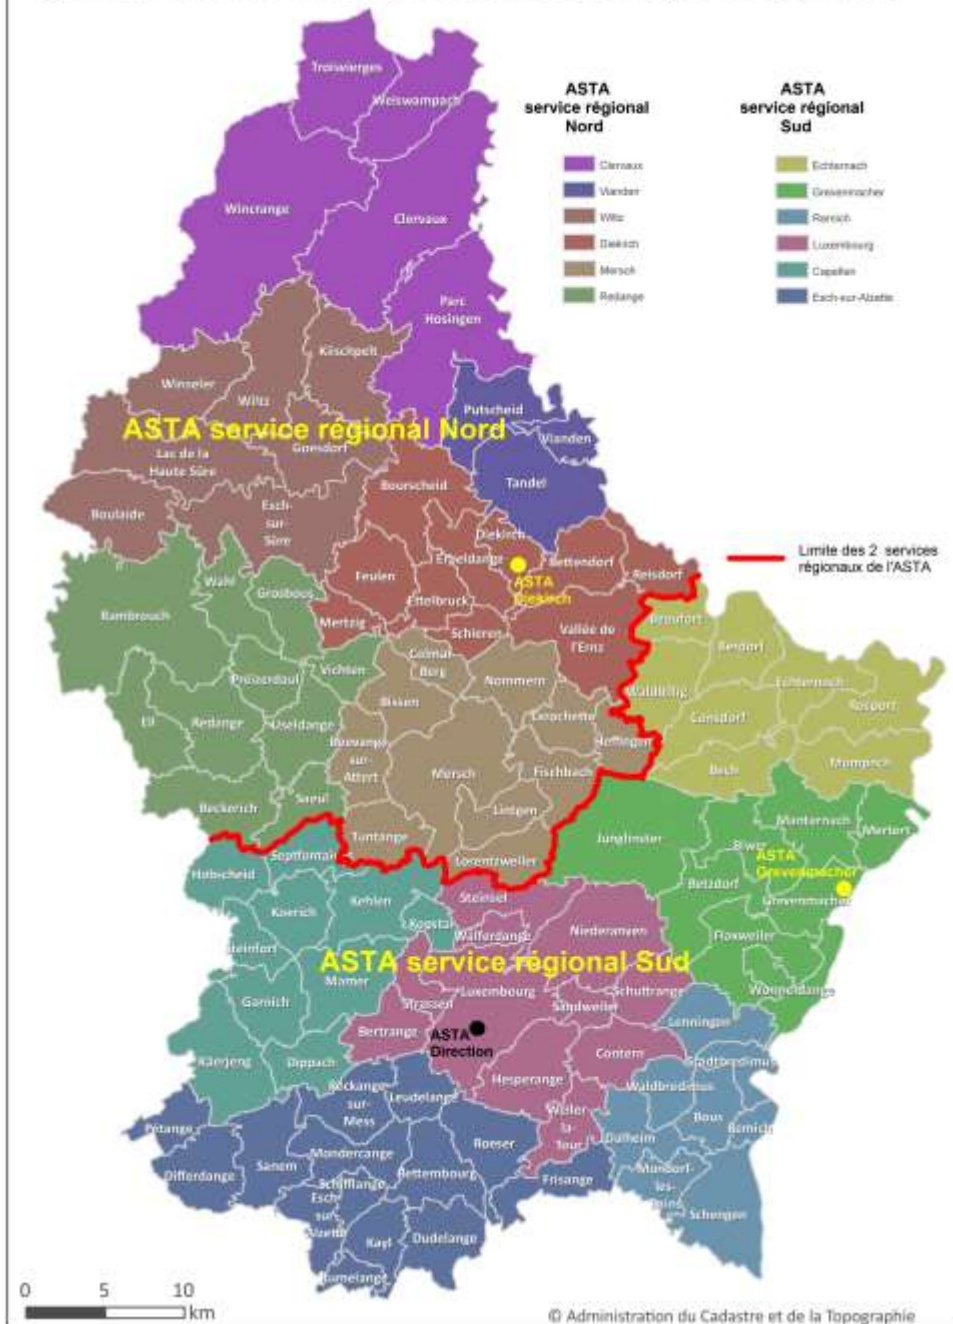 ASTA
service régional
Nord
Clervaux
Vianden
Wiltz
Diekirch
Mersch
Redange
ASTA
service régional
Sud
Echternach
Grevenmacher
Remich
Luxembourg
Capellen
Esch-sur-Alzette
Troisvierges
Weiswampach
Wincrange
Clervaux
Parc
Hosingen
Kiischpelt
Winseler
Wiltz
Putscheid
ASTA service régional Nord
Vianden
Goesdorf
Lac de la
Haute Sûre
Tandel
Bourscheid
Boulaide
Esch-
sur-
Sûre
Diekirch
Erpeldange
Bettendorf
Limite des 2 services
régionaux de l'ASTA
Reisdorf
Feulen
ASTA
Diekirch
Wahl
Grosbous
Ettelbruck
Rambrouch
Mertzig
Schieren
Vallée de
l'Ernz
Beaufort
Berdorf
Colmar-
Berg
Vichten
Preizerdaul
Nommern
Echternach
Waldbillig
Bissen
Rosport
Larochette
Consdorf
Ell
Redange
Useldange
Heffingen
Boevange-
sur-
Attert
Mersch
Fischbach
Bech
Mompach
Beckerich
Saeul
Lintgen
Tuntange
Junglinster
Manternach
Mertert
Biwer
Septfontaines
Lorentzweiler
ASTA
Grevenmacher
Hobscheid
Betzdorf
Steinsel
Kehlen
Grevenmacher
Koerich
Kopstal
Walferdange
Niederanven
Flaxweiler
Steinfort
ASTA service régional Sud
Mamer
Luxembourg
Schuttrange
Wormeldange
Garnich
Strassen
Sandweiler
Bertrange
ASTA
Direction
Lenningen
Contern
Käerjeng
Dippach
Stadtbredimus
Hesperange
Reckange-
sur-
Mess
Leudelange
Waldbredimus
Weiler-
la-
Tour
Bous
Remich
Pétange
Dalheim
Roeser
Mondercange
Differdange
Sanem
Bettembourg
Frisange
Mondorf-
les-
Bains
Schifflange
Esch-
sur-
Alzette
Schengen
Kayl
Dudelange
Rumelange
0 5 10
km
© Administration du Cadastre et de la Topographie